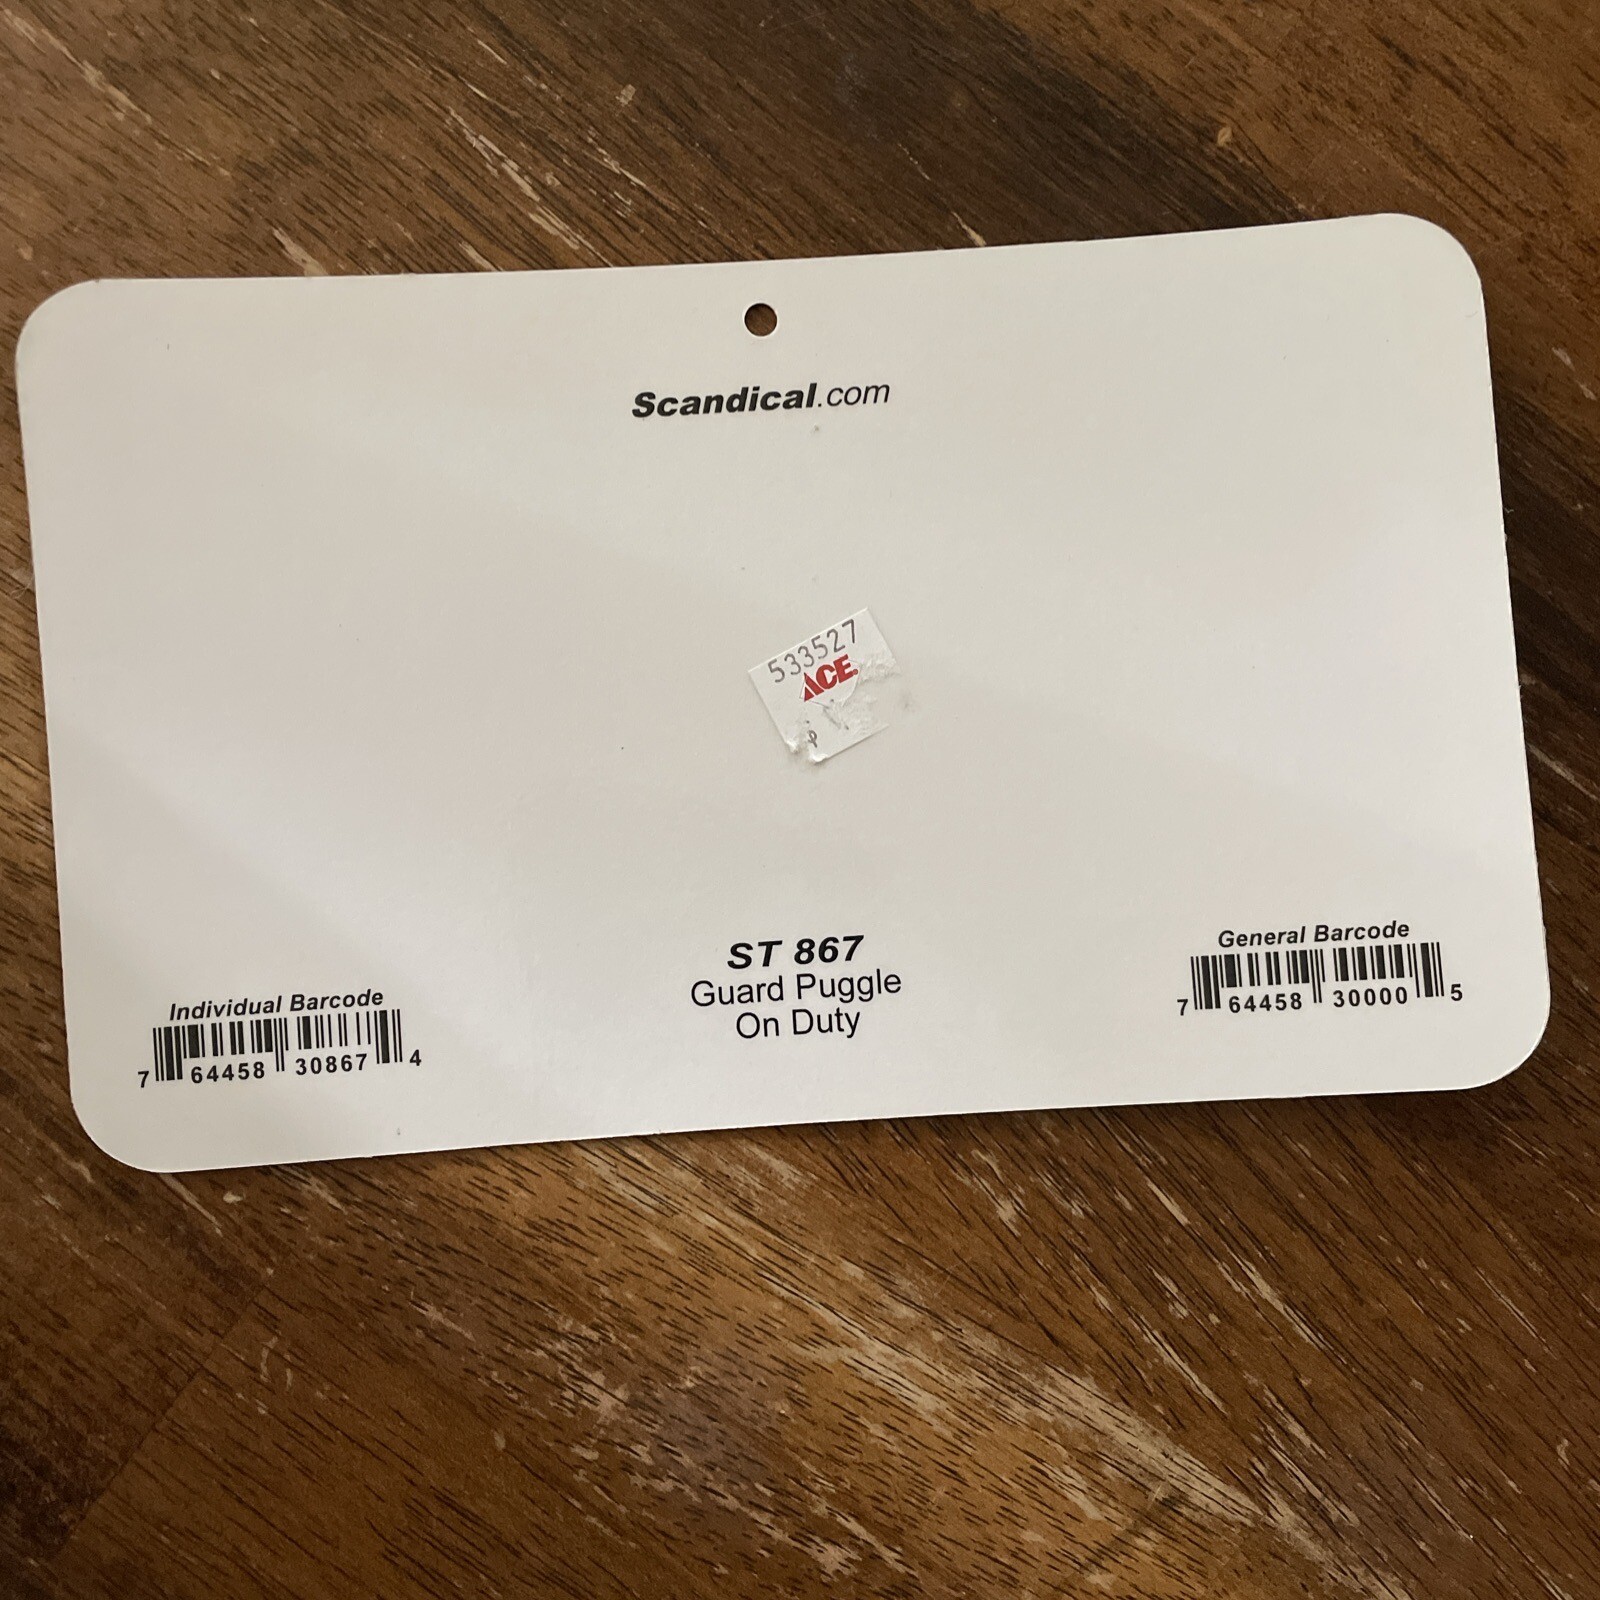 Scandical.com
533527
ACE
ST 867
Guard Puggle
On Duty
Individual Barcode
7 64458 30867 4
General Barcode
7 64458 30000 5